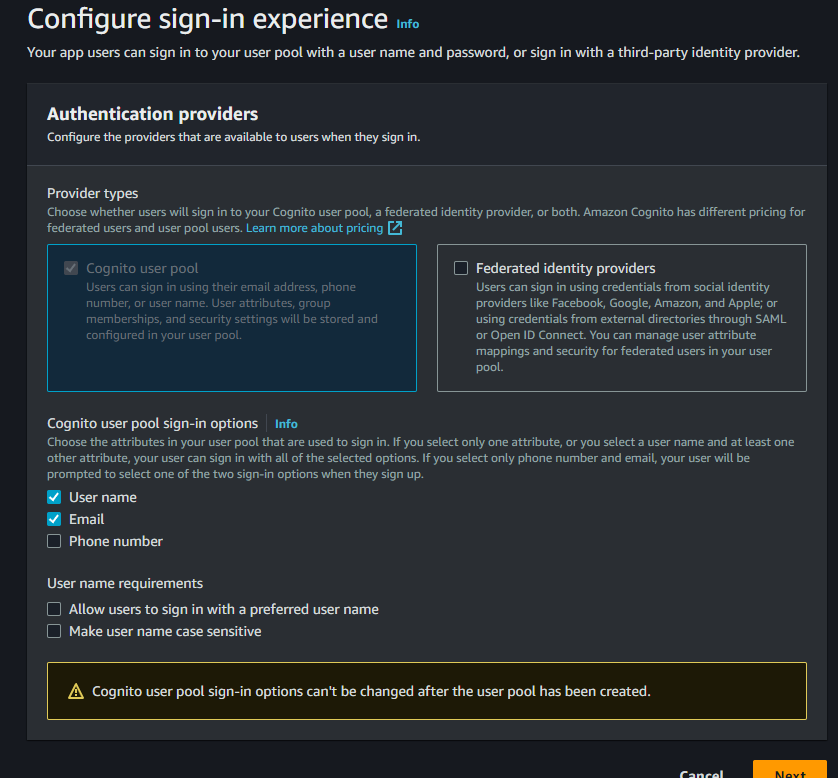 Configure sign-in experience Info
Your app users can sign in to your user pool with a user name and password, or sign in with a third-party identity provider.
Authentication providers
Configure the providers that are available to users when they sign in.
Provider types
Choose whether users will sign in to your Cognito user pool, a federated identity provider, or both. Amazon Cognito has different pricing for
federated users and user pool users. Learn more about pricing
Cognito user pool
Users can sign in using their email address, phone
number, or user name. User attributes, group
memberships, and security settings will be stored and
configured in your user pool.
Federated identity providers
Users can sign in using credentials from social identity
providers like Facebook, Google, Amazon, and Apple; or
using credentials from external directories through SAML
or Open ID Connect. You can manage user attribute
mappings and security for federated users in your user
pool.
Cognito user pool sign-in options Info
Choose the attributes in your user pool that are used to sign in. If you select only one attribute, or you select a user name and at least one
other attribute, your user can sign in with all of the selected options. If you select only phone number and email, your user will be
prompted to select one of the two sign-in options when they sign up.
User name
Email
Phone number
User name requirements
Allow users to sign in with a preferred user name
Make user name case sensitive
Cognito user pool sign-in options can't be changed after the user pool has been created.
Cancel Next